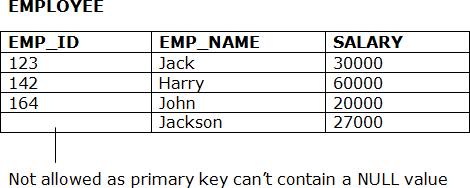 EMPLOYEE
EMP_ID EMP_NAME SALARY
123 Jack 30000
142 Harry 60000
164 John 20000
Jackson 27000
Not allowed as primary key can't contain a NULL value